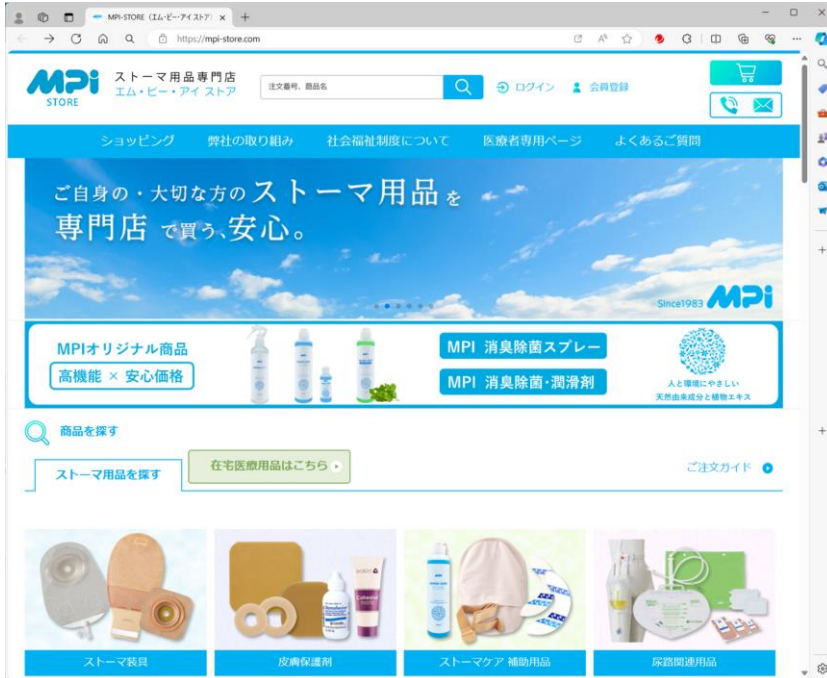 MPI-STORE (エム・ピー・アイ ストア)
https://mpi-store.com
MPi
STORE
ストーマ用品専門店
エム・ピー・アイ ストア
注文番号、商品名
ログイン
会員登録
ショッピング
弊社の取り組み
社会福祉制度について
医療者専用ページ
よくあるご質問
ご自身の・大切な方のストーマ用品を
専門店で買う、安心。
Since1983 MPi
MPIオリジナル商品
高機能 × 安心価格
MPI 消臭除菌スプレー
MPI 消臭除菌・潤滑剤
人と環境にやさしい
天然由来成分と植物エキス
商品を探す
ストーマ用品を探す
在宅医療用品はこちら
ご注文ガイド
ストーマ装具
皮膚保護剤
ストーマケア 補助用品
尿路関連用品